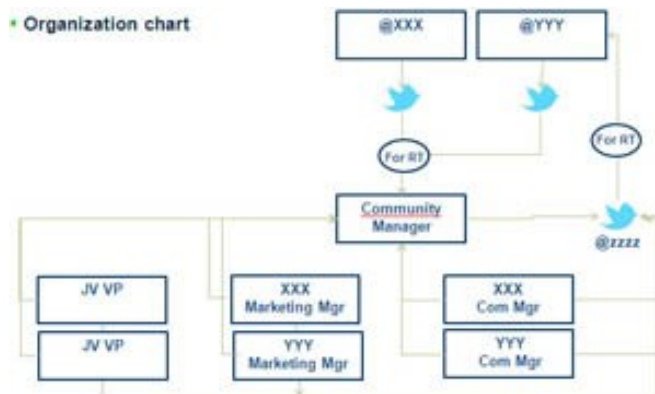 Organization chart
@XXX
@YYY
For RT
For RT
Community
Manager
@zzzz
JV VP
XXX
Marketing Mgr
XXX
Com Mgr
JV VP
YYY
Marketing Mgr
YYY
Com Mgr